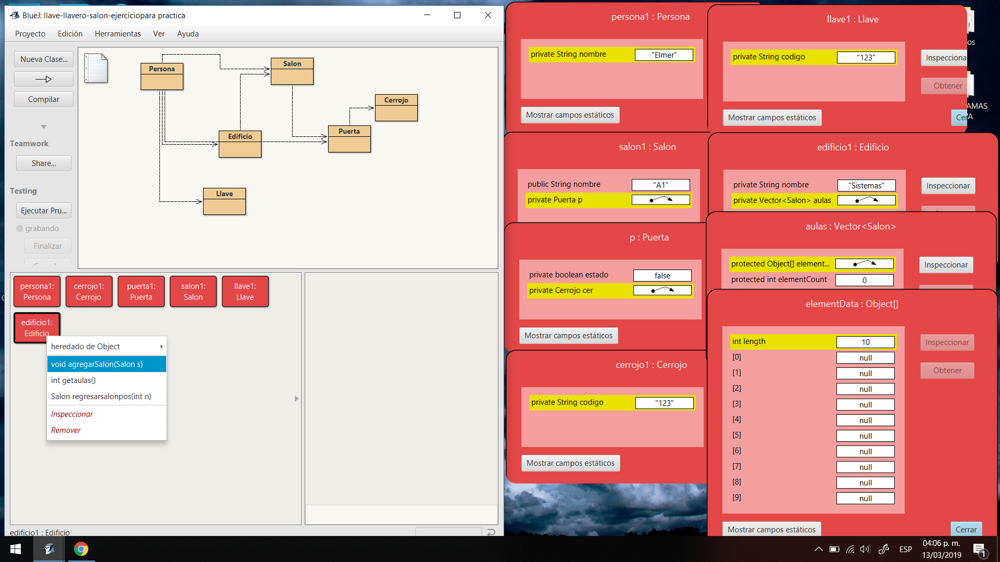 BlueJ: llave-llavero-salon-ejerciciopara practica
Proyecto Edición Herramientas Ver Ayuda
Nueva Clase...
Compilar
Teamwork
Share...
Testing
Ejecutar Pru...
grabando
Finalizar
Persona
Salon
Cerrojo
Puerta
Edificio
Llave
persona1:
Persona
cerrojo1:
Cerrojo
puerta1:
Puerta
salon1:
Salon
llave1:
Llave
edificio1:
Edificio
heredado de Object
void agregarSalon(Salon s)
int getaulas()
Salon regresarsalonpos(int n)
Inspeccionar
Remover
edificio1 : Edificio
persona1 : Persona
private String nombre "Elmer"
Mostrar campos estáticos
llave1 : Llave
private String codigo "123"
Inspecciona
Obtener
Mostrar campos estáticos
Cer
os
AMAS
VA
salon1 : Salon
public String nombre "A1"
private Puerta p
edificio1 : Edificio
private String nombre "Sistemas"
private Vector<Salon> aulas
Inspeccionar
p : Puerta
private boolean estado false
private Cerrojo cer
Mostrar campos estáticos
aulas : Vector<Salon>
protected Object[] element...
protected int elementCount 0
Inspeccionar
cerrojo1 : Cerrojo
private String codigo "123"
Mostrar campos estáticos
elementData : Object[]
int length 10
[0] null
[1] null
[2] null
[3] null
[4] null
[5] null
[6] null
[7] null
[8] null
[9] null
Inspeccionar
Obtener
Mostrar campos estáticos
Cerrar
ESP
04:06 p. m.
13/03/2019
1